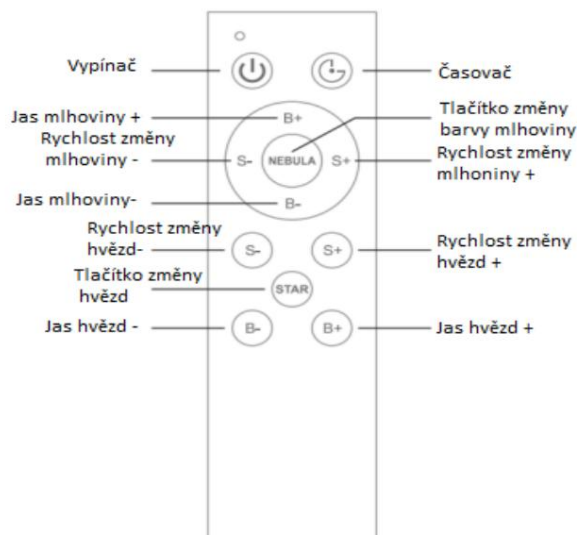 Vypínač
Časovač
Jas mlhoviny +
B+
Tlačítko změny
barvy mlhoviny
Rychlost změny
mlhoviny -
S-
NEBULA
S+
Rychlost změny
mlhoniny +
Jas mlhoviny-
B-
Rychlost změny
hvězd-
S-
S+
Rychlost změny
hvězd +
Tlačítko změny
hvězd
STAR
Jas hvězd -
B-
B+
Jas hvězd +